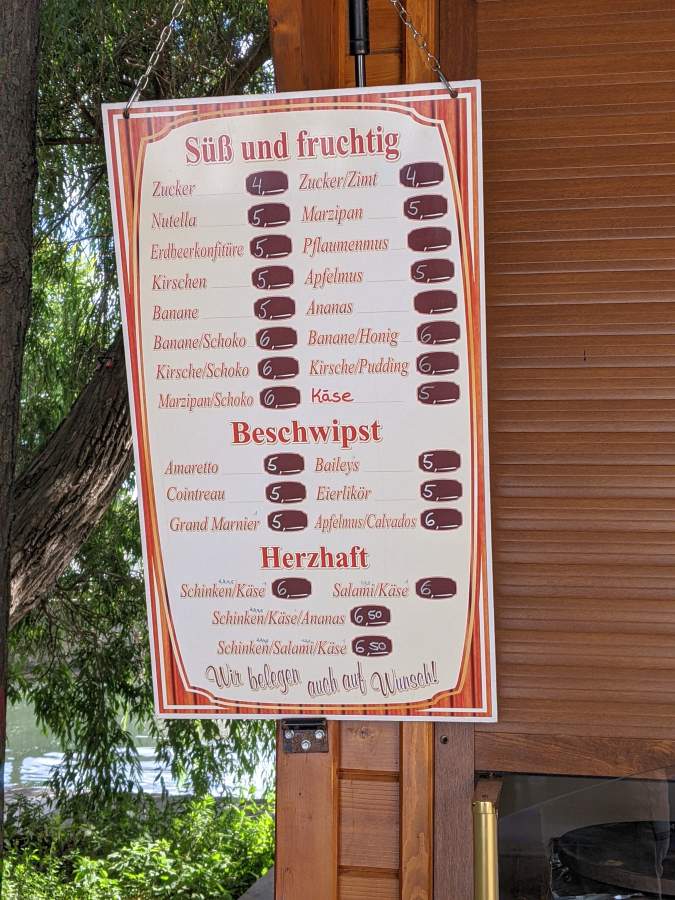 Süß und fruchtig
Zucker 4,— Zucker/Zimt 4,—
Nutella 5,— Marzipan 5,—
Erdbeerkonfitüre 5,— Pflaumenmus ,—
Kirschen 5,— Apfelmus 5,—
Banane 5,— Ananas ,—
Banane/Schoko 6,— Banane/Honig 6,—
Kirsche/Schoko 6,— Kirsche/Pudding 6,—
Marzipan/Schoko 6,— Käse 5,—
Beschwipst
Amaretto 5,— Baileys 5,—
Cointreau 5,— Eierlikör 5,—
Grand Marnier 5,— Apfelmus/Calvados 6,—
Herzhaft
Schinken/Käse 6,— Salami/Käse 6,—
Schinken/Käse/Ananas 6,50
Schinken/Salami/Käse 6,50
Wir belegen auch auf Wunsch!